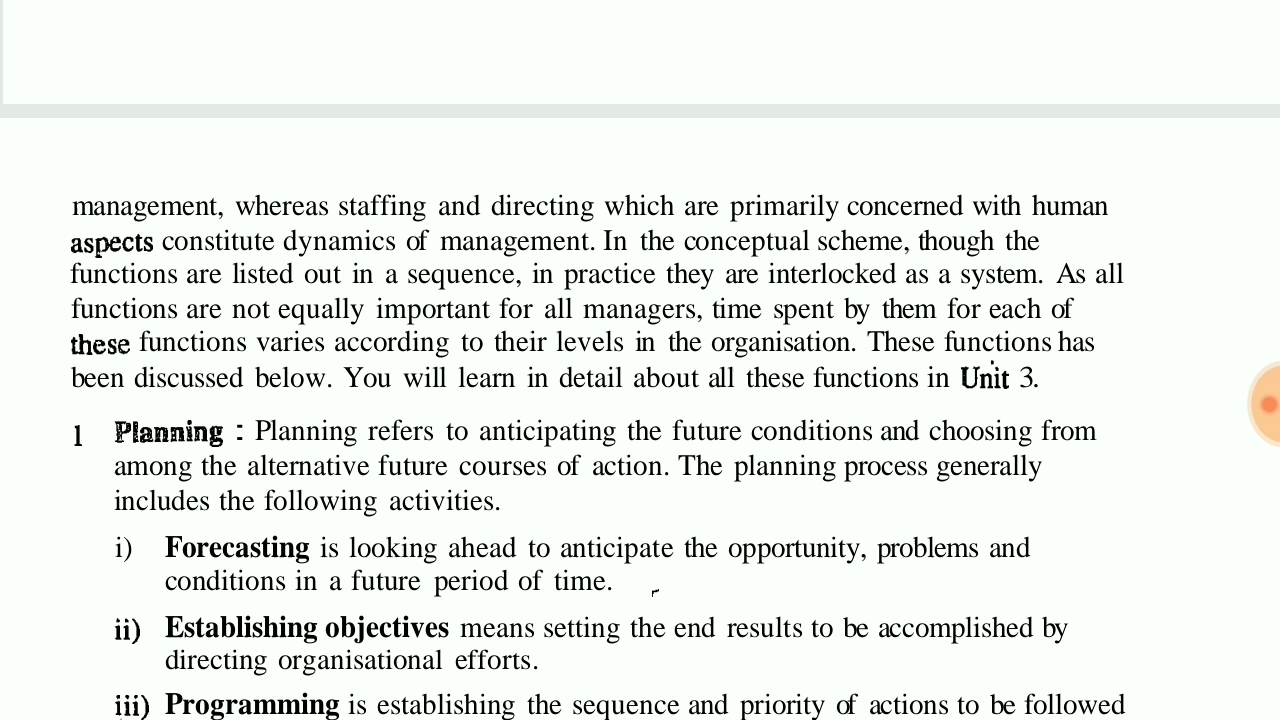 management, whereas staffing and directing which are primarily concerned with human
aspects constitute dynamics of management. In the conceptual scheme, though the
functions are listed out in a sequence, in practice they are interlocked as a system. As all
functions are not equally important for all managers, time spent by them for each of
these functions varies according to their levels in the organisation. These functions has
been discussed below. You will learn in detail about all these functions in Unit 3.
1 Planning : Planning refers to anticipating the future conditions and choosing from
among the alternative future courses of action. The planning process generally
includes the following activities.
i) Forecasting is looking ahead to anticipate the opportunity, problems and
conditions in a future period of time.
ii) Establishing objectives means setting the end results to be accomplished by
directing organisational efforts.
iii) Programming is establishing the sequence and priority of actions to be followed